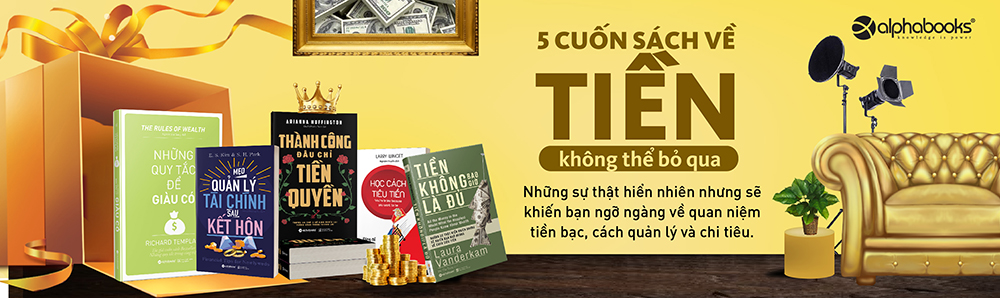 5 CUỐN SÁCH VỀ
TIỀN
không thể bỏ qua
Những sự thật hiển nhiên nhưng sẽ
khiến bạn ngỡ ngàng về quan niệm
tiền bạc, cách quản lý và chi tiêu.
alphabooks®
knowledge is power
THE RULES OF WEALTH
NHỮNG
QUY TẮC
ĐỂ
GIÀU CÓ
RICHARD TEMPLAR
MẸO
QUẢN LÝ
TÀI CHÍNH
SAU
KẾT HÔN
ARIANNA HUFFINGTON
THÀNH CÔNG
ĐÂU CHỈ
TIỀN
QUYỀN
LARRY WINGET
HỌC CÁCH
TIÊU TIỀN
TIỀN
KHÔNG BAO GIỜ
LÀ ĐỦ
Laura
Vanderkam